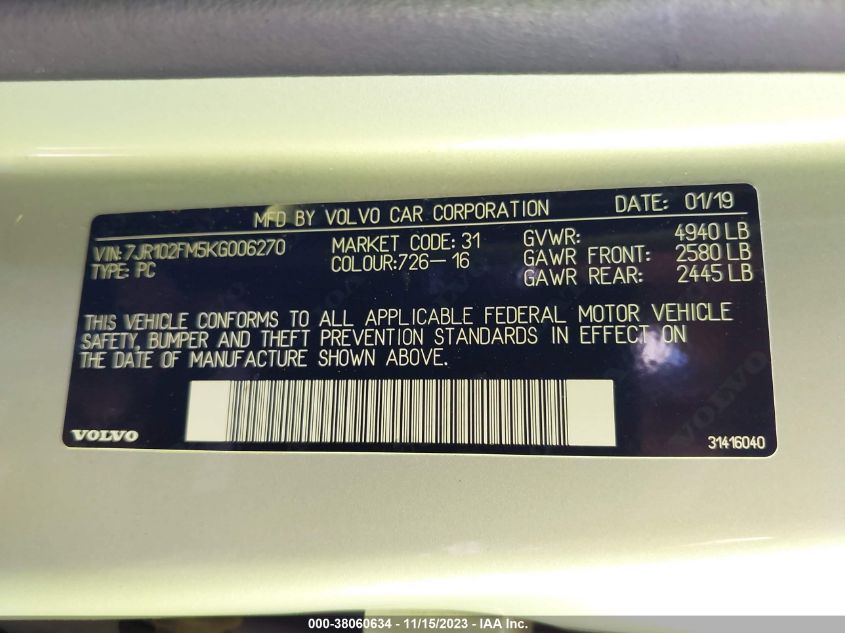 MFD BY VOLVO CAR CORPORATION DATE: 01/19
VIN: 7JR102FM5KG006270 MARKET CODE: 31 GVWR: 4940 LB
TYPE: PC COLOUR:726-16 GAWR FRONT: 2580 LB
GAWR REAR: 2445 LB
THIS VEHICLE CONFORMS TO ALL APPLICABLE FEDERAL MOTOR VEHICLE
SAFETY, BUMPER AND THEFT PREVENTION STANDARDS IN EFFECT ON
THE DATE OF MANUFACTURE SHOWN ABOVE.
VOLVO 31416040
VOLVO
000-38060634 - 11/15/2023 - IAA Inc.